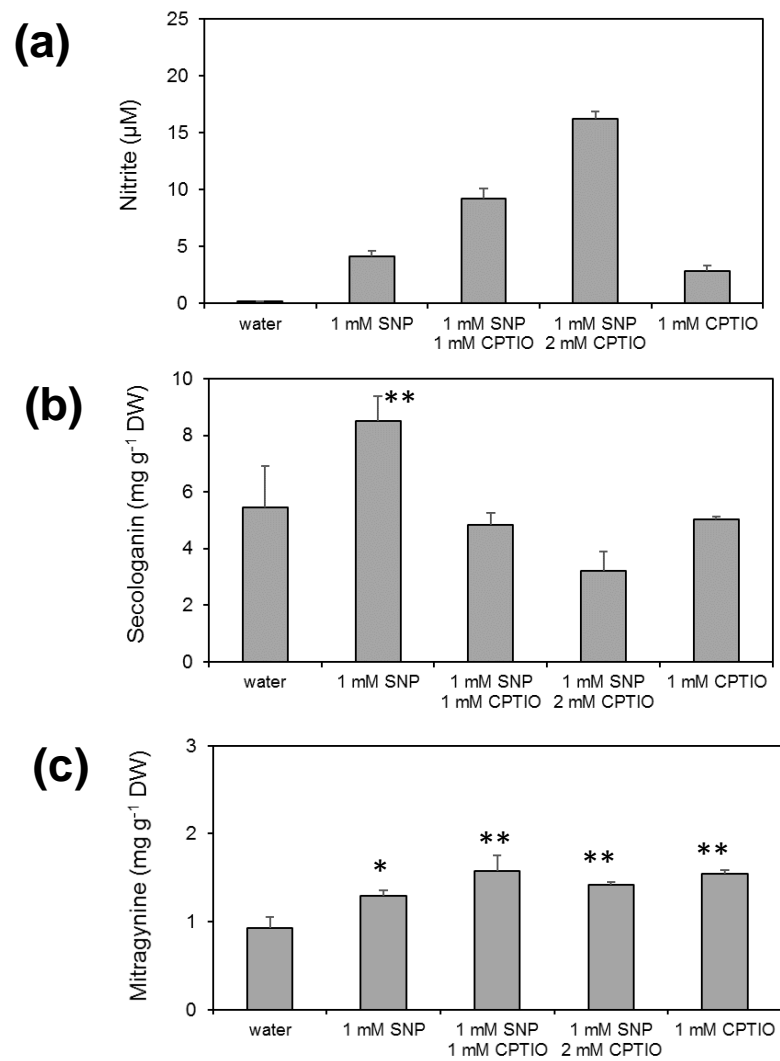 (a)
Nitrite (µM)
25
20
15
10
5
0
water
1 mM SNP
1 mM SNP
1 mM CPTIO
1 mM SNP
2 mM CPTIO
1 mM CPTIO
(b)
Secologanin (mg g⁻¹ DW)
10
8
6
4
2
0
**
water
1 mM SNP
1 mM SNP
1 mM CPTIO
1 mM SNP
2 mM CPTIO
1 mM CPTIO
(c)
Mitragynine (mg g⁻¹ DW)
3
2
1
0
*
**
**
**
water
1 mM SNP
1 mM SNP
1 mM CPTIO
1 mM SNP
2 mM CPTIO
1 mM CPTIO